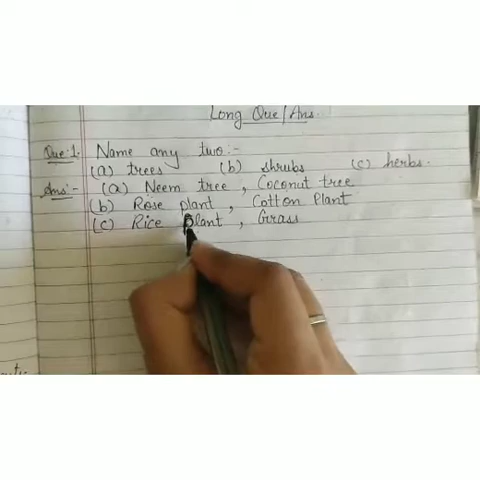 Long Que/Ans.
Que:1. Name any two:-
(a) trees (b) shrubs (c) herbs.
Ans:- (a) Neem tree, Coconut tree
(b) Rose plant, Cotton Plant
(c) Rice Plant, Grass